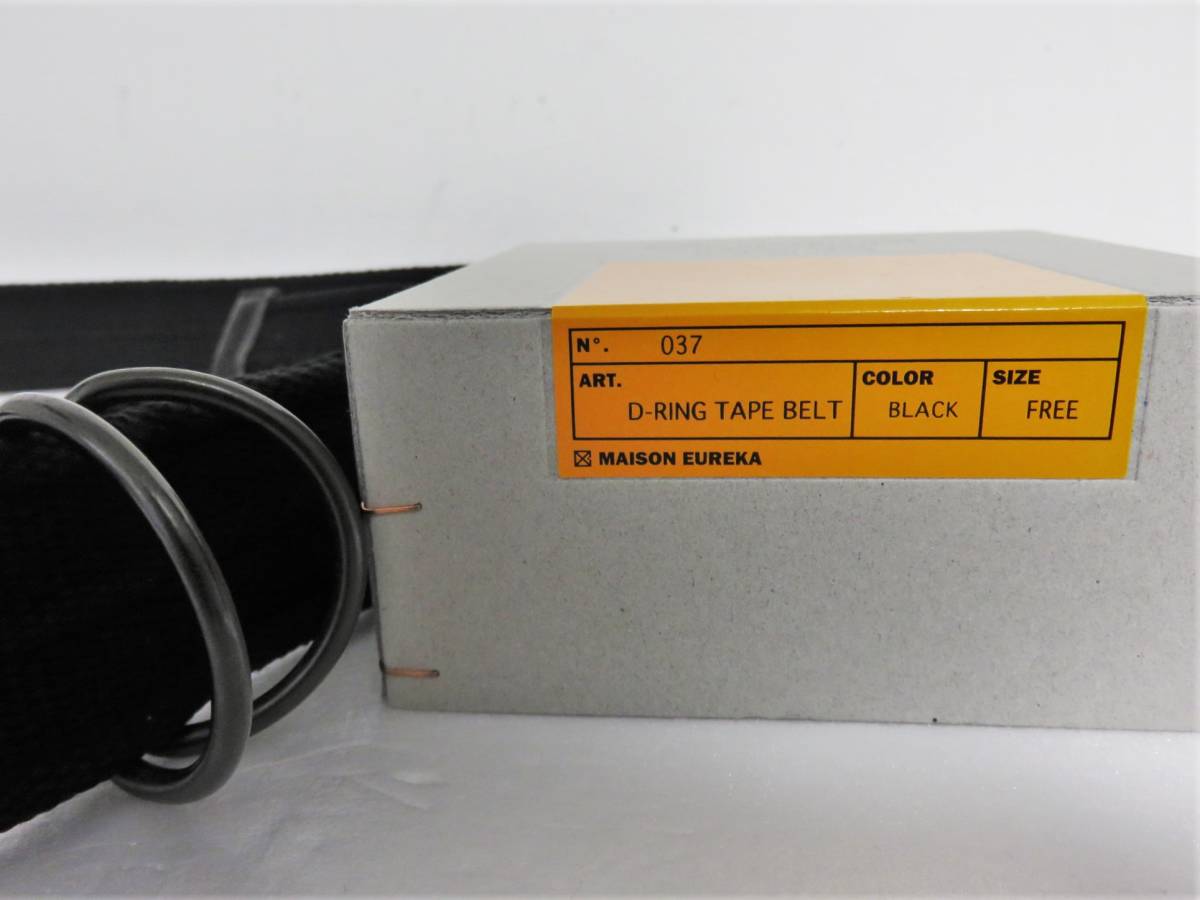 N°. 037
ART. COLOR SIZE
D-RING TAPE BELT BLACK FREE
MAISON EUREKA